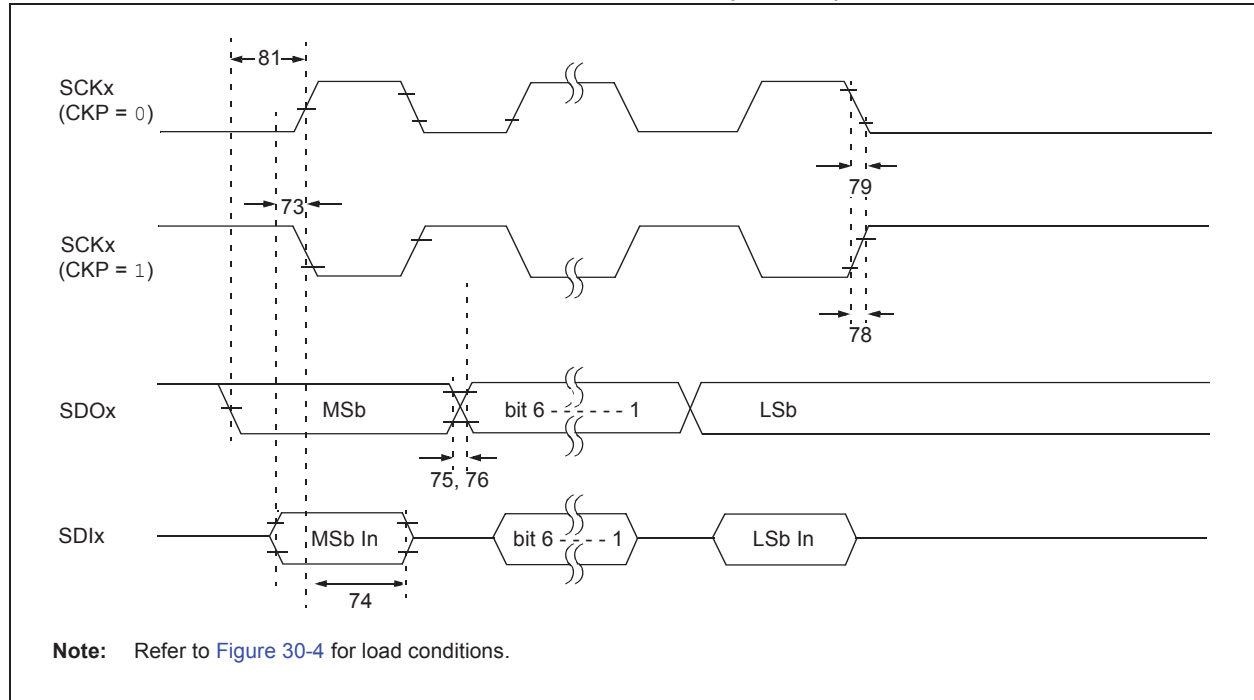 81
SCKx
(CKP = 0)
79
73
SCKx
(CKP = 1)
78
SDOx
MSb
bit 6 - - - - - - 1
LSb
75, 76
SDIx
MSb In
bit 6 - - - - 1
LSb In
74
Note: Refer to Figure 30-4 for load conditions.